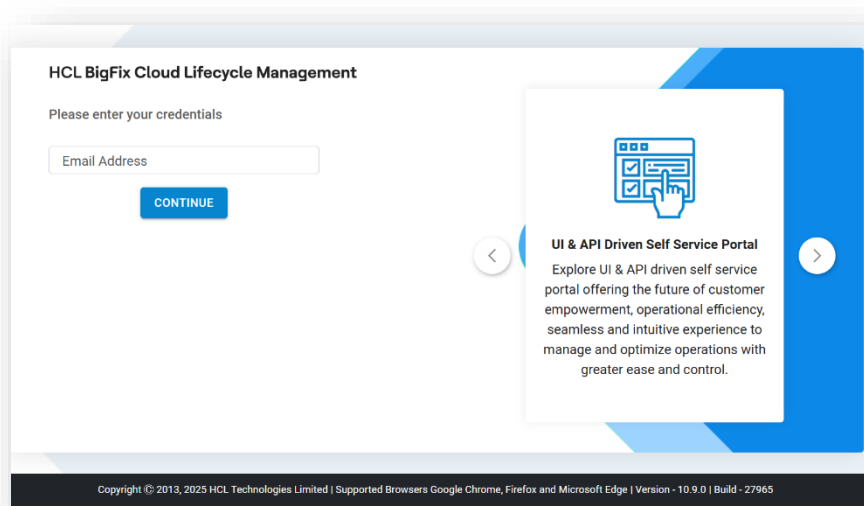 HCL BigFix Cloud Lifecycle Management
Please enter your credentials
Email Address
CONTINUE
UI & API Driven Self Service Portal
Explore UI & API driven self service
portal offering the future of customer
empowerment, operational efficiency,
seamless and intuitive experience to
manage and optimize operations with
greater ease and control.
Copyright © 2013, 2025 HCL Technologies Limited | Supported Browsers Google Chrome, Firefox and Microsoft Edge | Version - 10.9.0 | Build - 27965